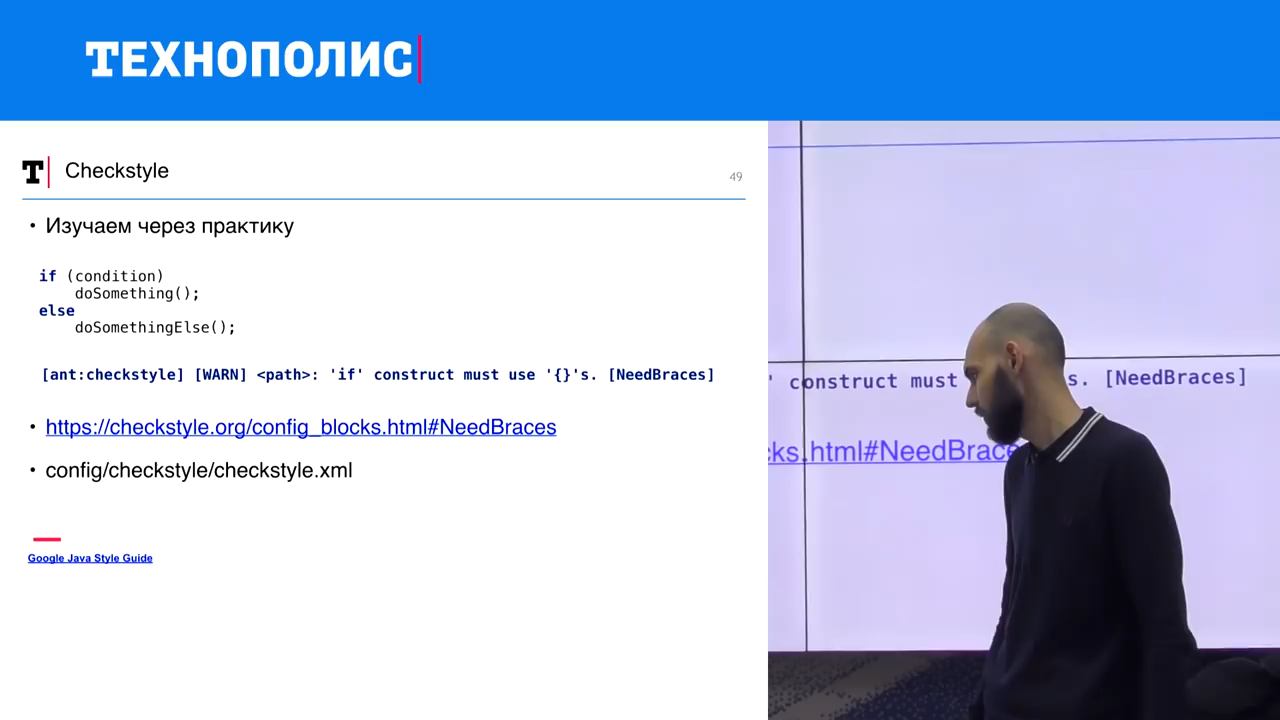 ТЕХНОПОЛИС
T Checkstyle
49
• Изучаем через практику
if (condition)
doSomething();
else
doSomethingElse();
[ant:checkstyle] [WARN] <path>: 'if' construct must use '{}'s. [NeedBraces]
• https://checkstyle.org/config_blocks.html#NeedBraces
• config/checkstyle/checkstyle.xml
Google Java Style Guide
' construct must s. [NeedBraces]
cks.html#NeedBrace